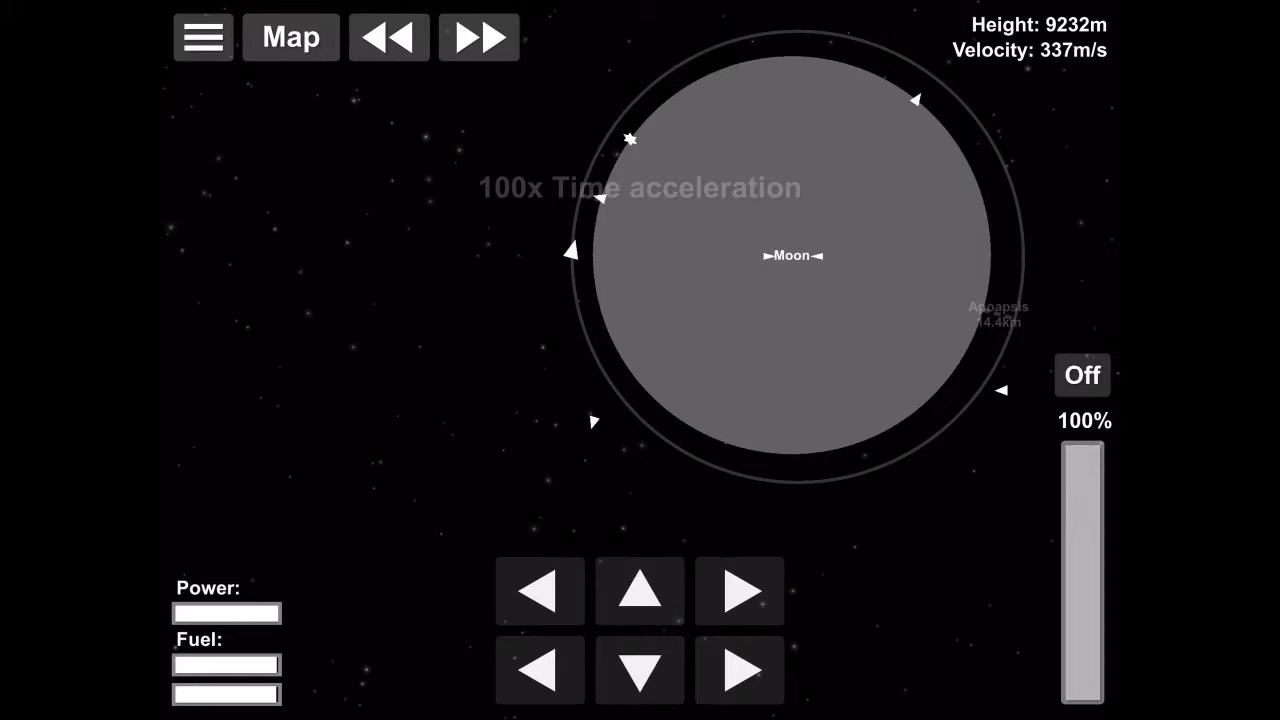 Map
Height: 9232m
Velocity: 337m/s
100x Time acceleration
Moon
Apoapsis
14.4km
Off
100%
Power:
Fuel: